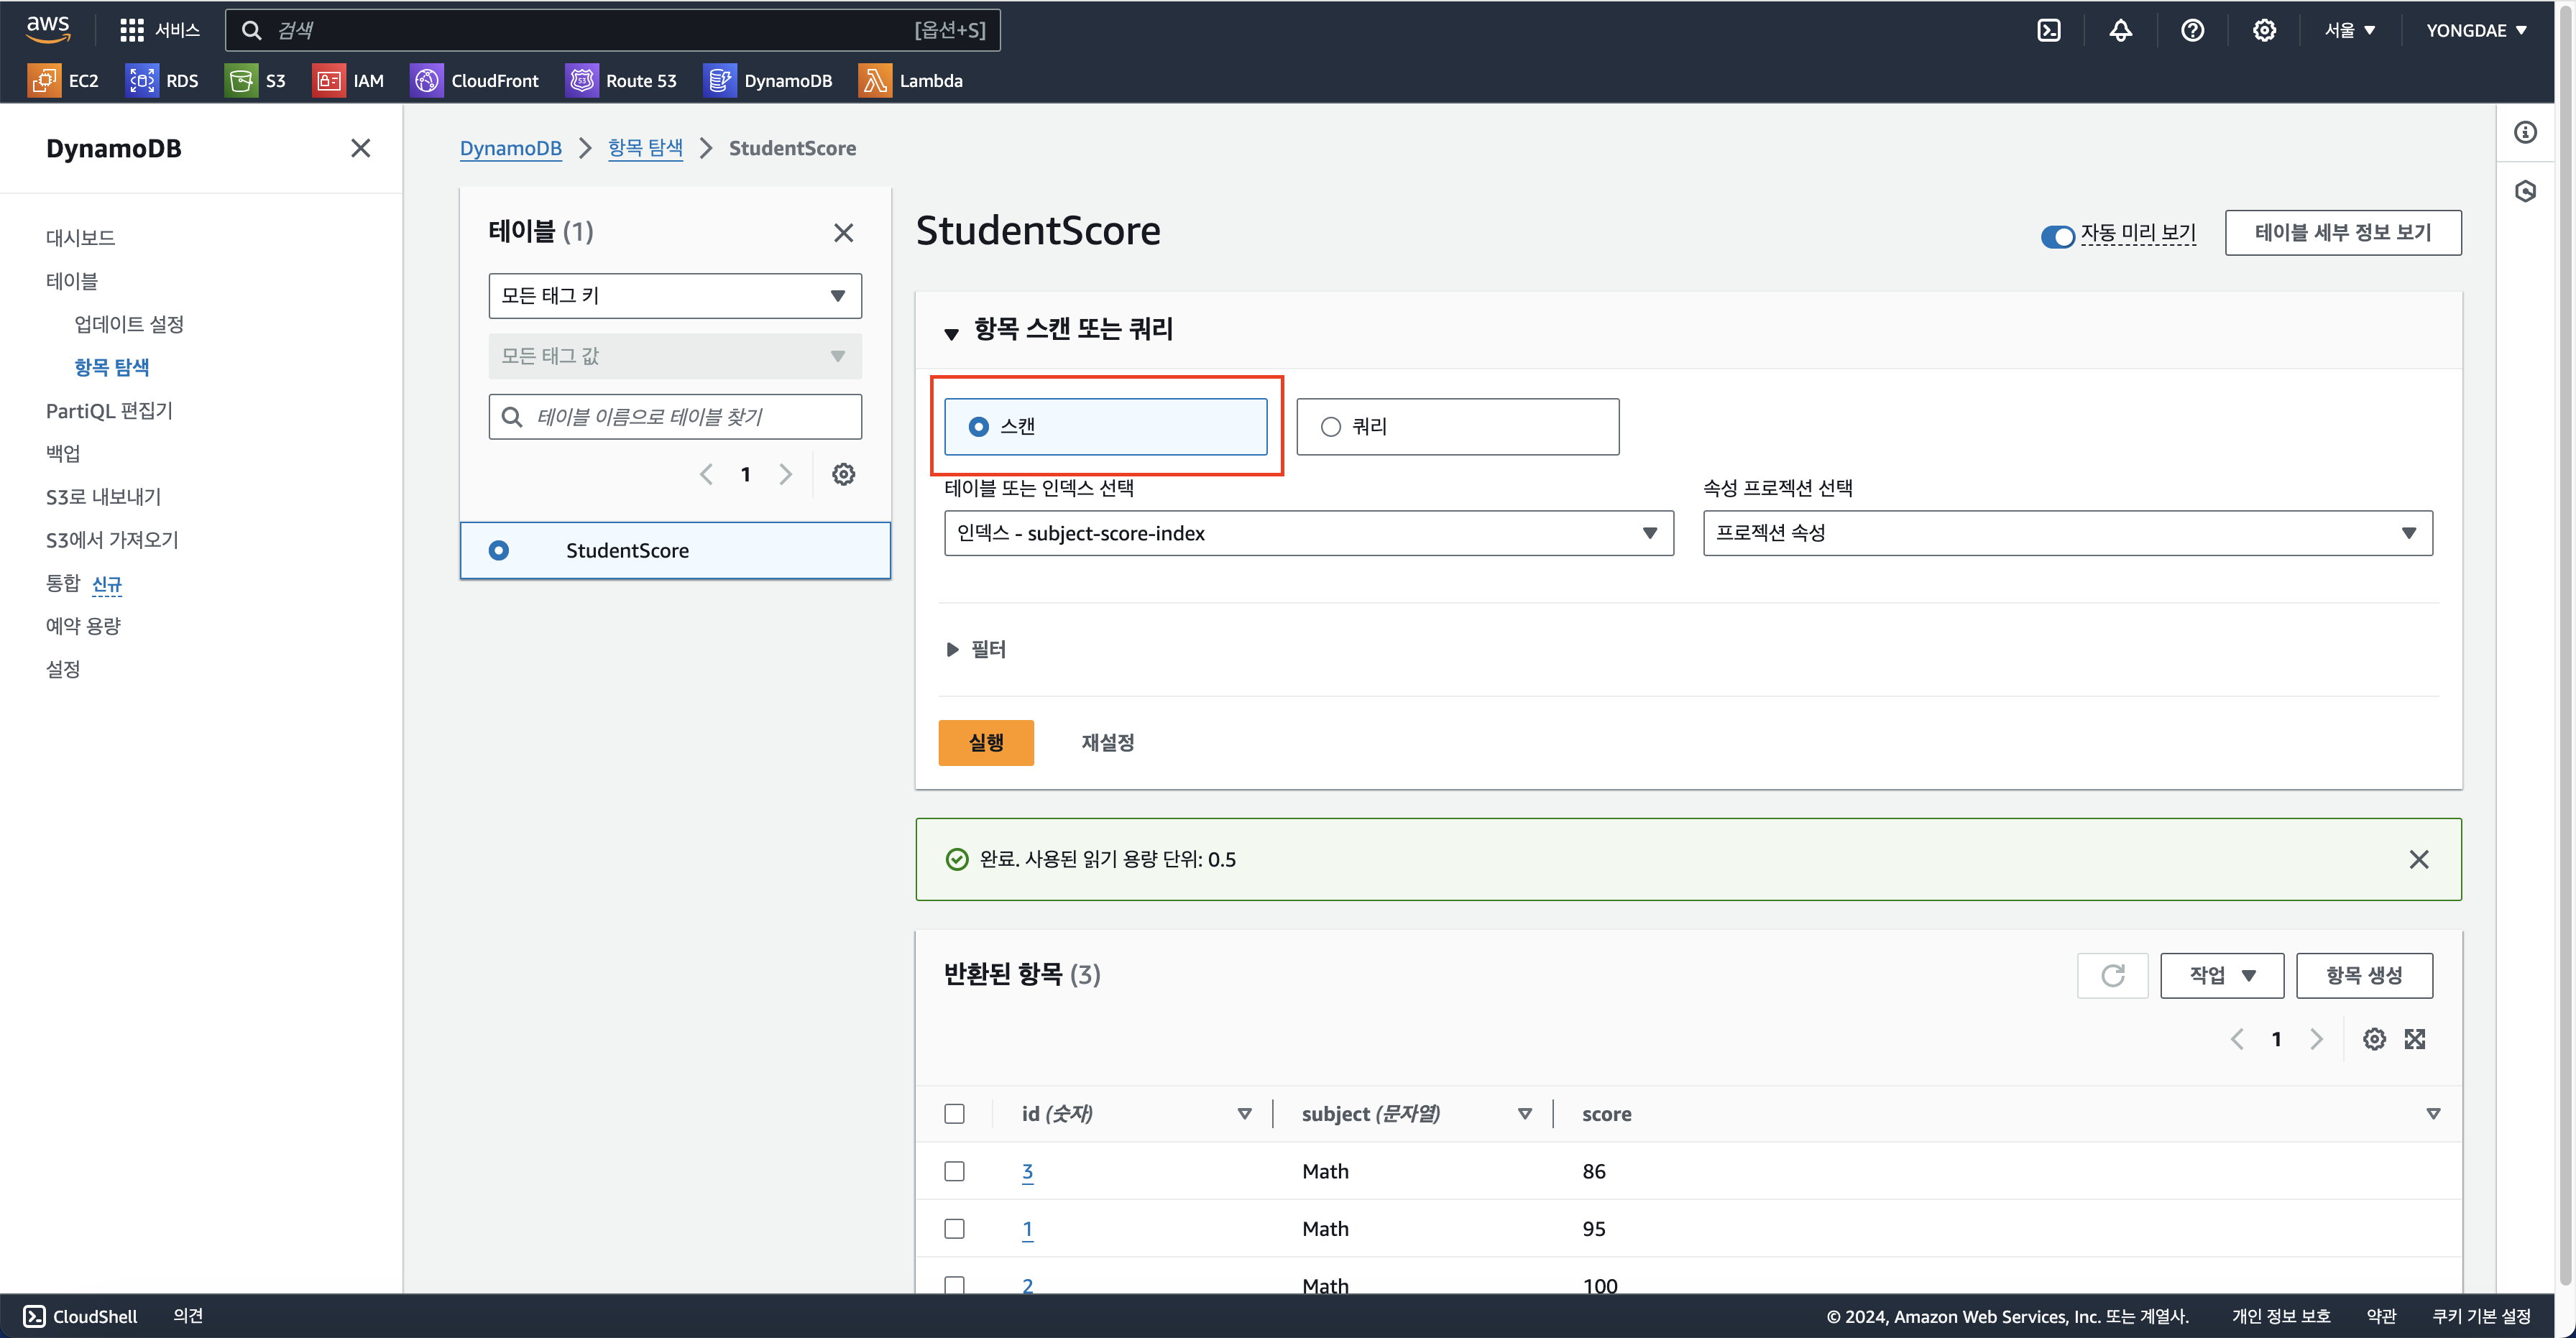 aws
서비스
검색
[옵션+S]
서울
YONGDAE
EC2
RDS
S3
IAM
CloudFront
Route 53
DynamoDB
Lambda
DynamoDB
대시보드
테이블
업데이트 설정
항목 탐색
PartiQL 편집기
백업
S3로 내보내기
S3에서 가져오기
통합 신규
예약 용량
설정
DynamoDB
항목 탐색
StudentScore
테이블 (1)
모든 태그 키
모든 태그 값
테이블 이름으로 테이블 찾기
1
StudentScore
StudentScore
자동 미리 보기
테이블 세부 정보 보기
항목 스캔 또는 쿼리
스캔
쿼리
테이블 또는 인덱스 선택
속성 프로젝션 선택
인덱스 - subject-score-index
프로젝션 속성
필터
실행
재설정
완료. 사용된 읽기 용량 단위: 0.5
반환된 항목 (3)
작업
항목 생성
1
id (숫자)
subject (문자열)
score
3 Math 86
1 Math 95
2 Math 100
CloudShell
의견
© 2024, Amazon Web Services, Inc. 또는 계열사.
개인 정보 보호
약관
쿠키 기본 설정